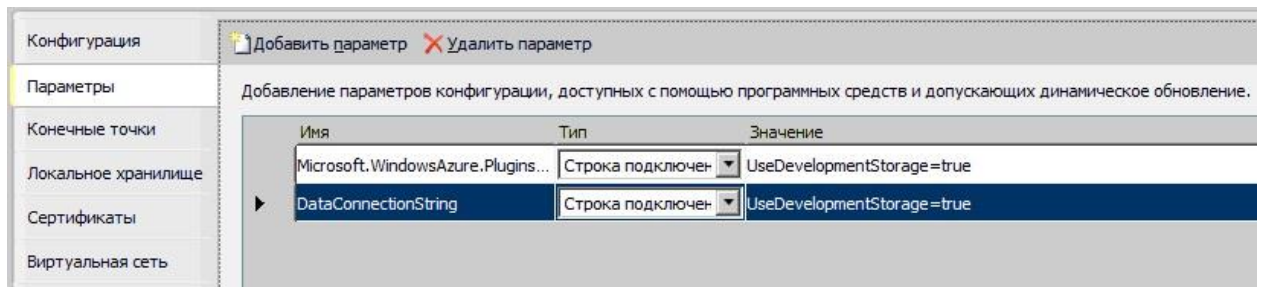 Конфигурация
Параметры
Конечные точки
Локальное хранилище
Сертификаты
Виртуальная сеть
Добавить параметр Удалить параметр
Добавление параметров конфигурации, доступных с помощью программных средств и допускающих динамическое обновление.
Имя Тип Значение
Microsoft.WindowsAzure.Plugins... Строка подключен UseDevelopmentStorage=true
DataConnectionString Строка подключен UseDevelopmentStorage=true